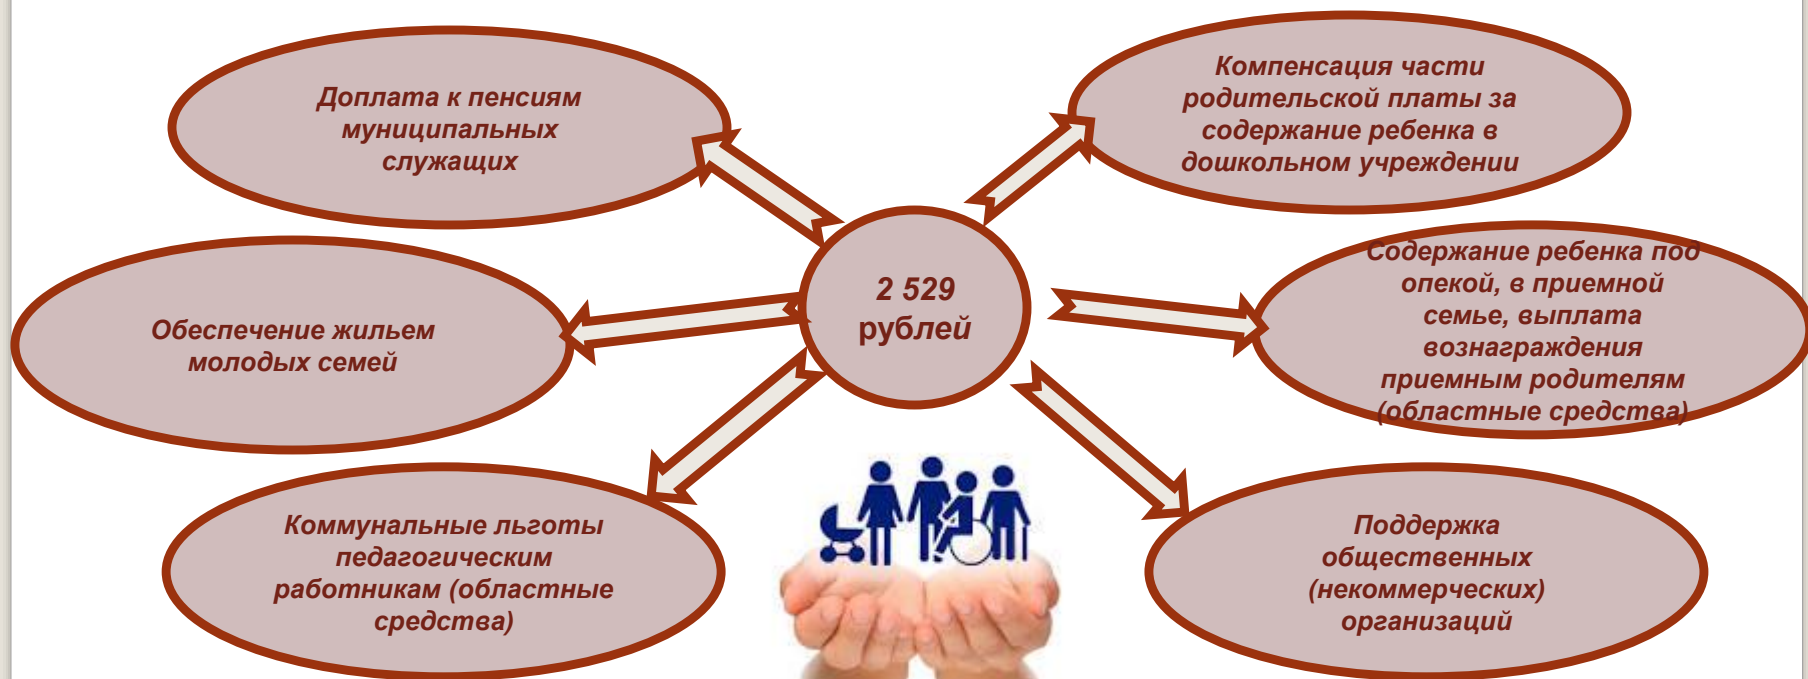 Доплата к пенсиям
муниципальных
служащих
Компенсация части
родительской платы за
содержание ребенка в
дошкольном учреждении
2 529
рублей
Обеспечение жильем
молодых семей
Содержание ребенка под
опекой, в приемной
семье, выплата
вознаграждения
приемным родителям
(областные средства)
Коммунальные льготы
педагогическим
работникам (областные
средства)
Поддержка
общественных
(некоммерческих)
организаций